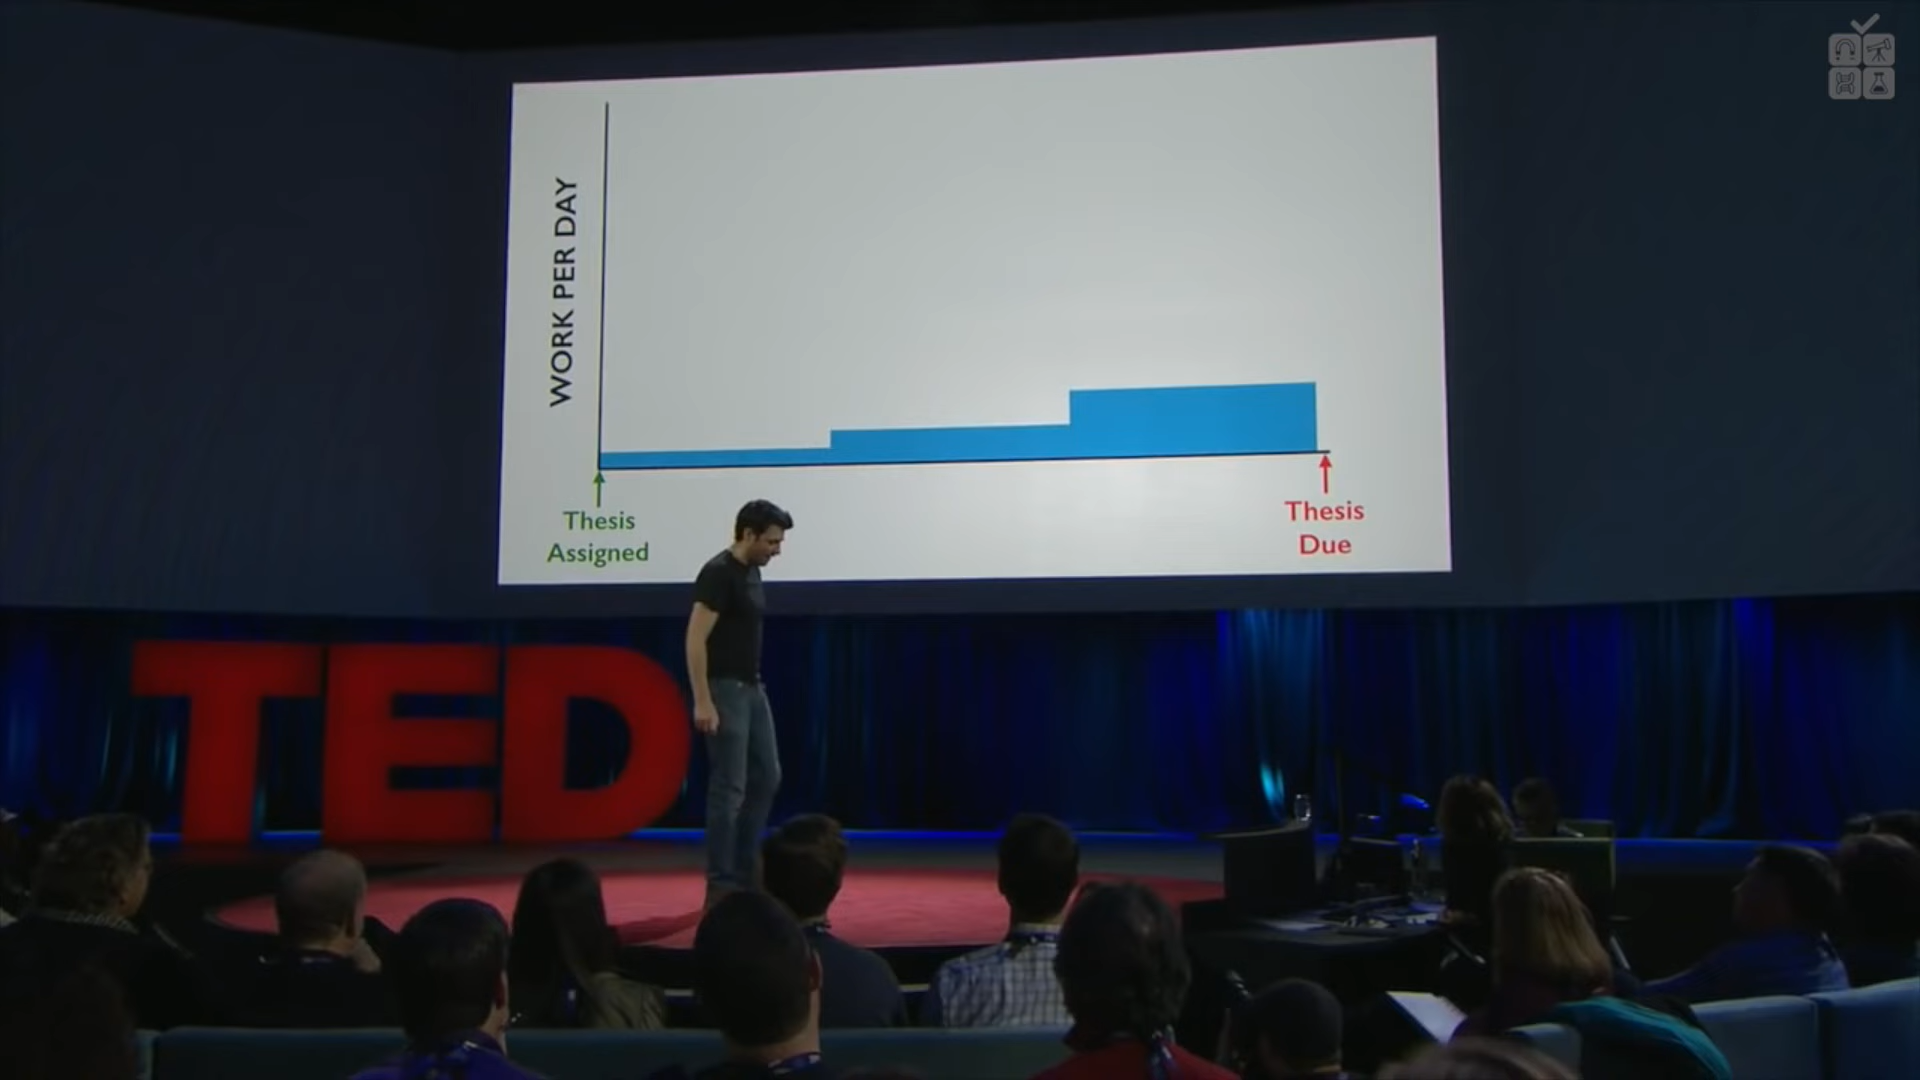 WORK PER DAY
Thesis
Assigned
Thesis
Due
TED